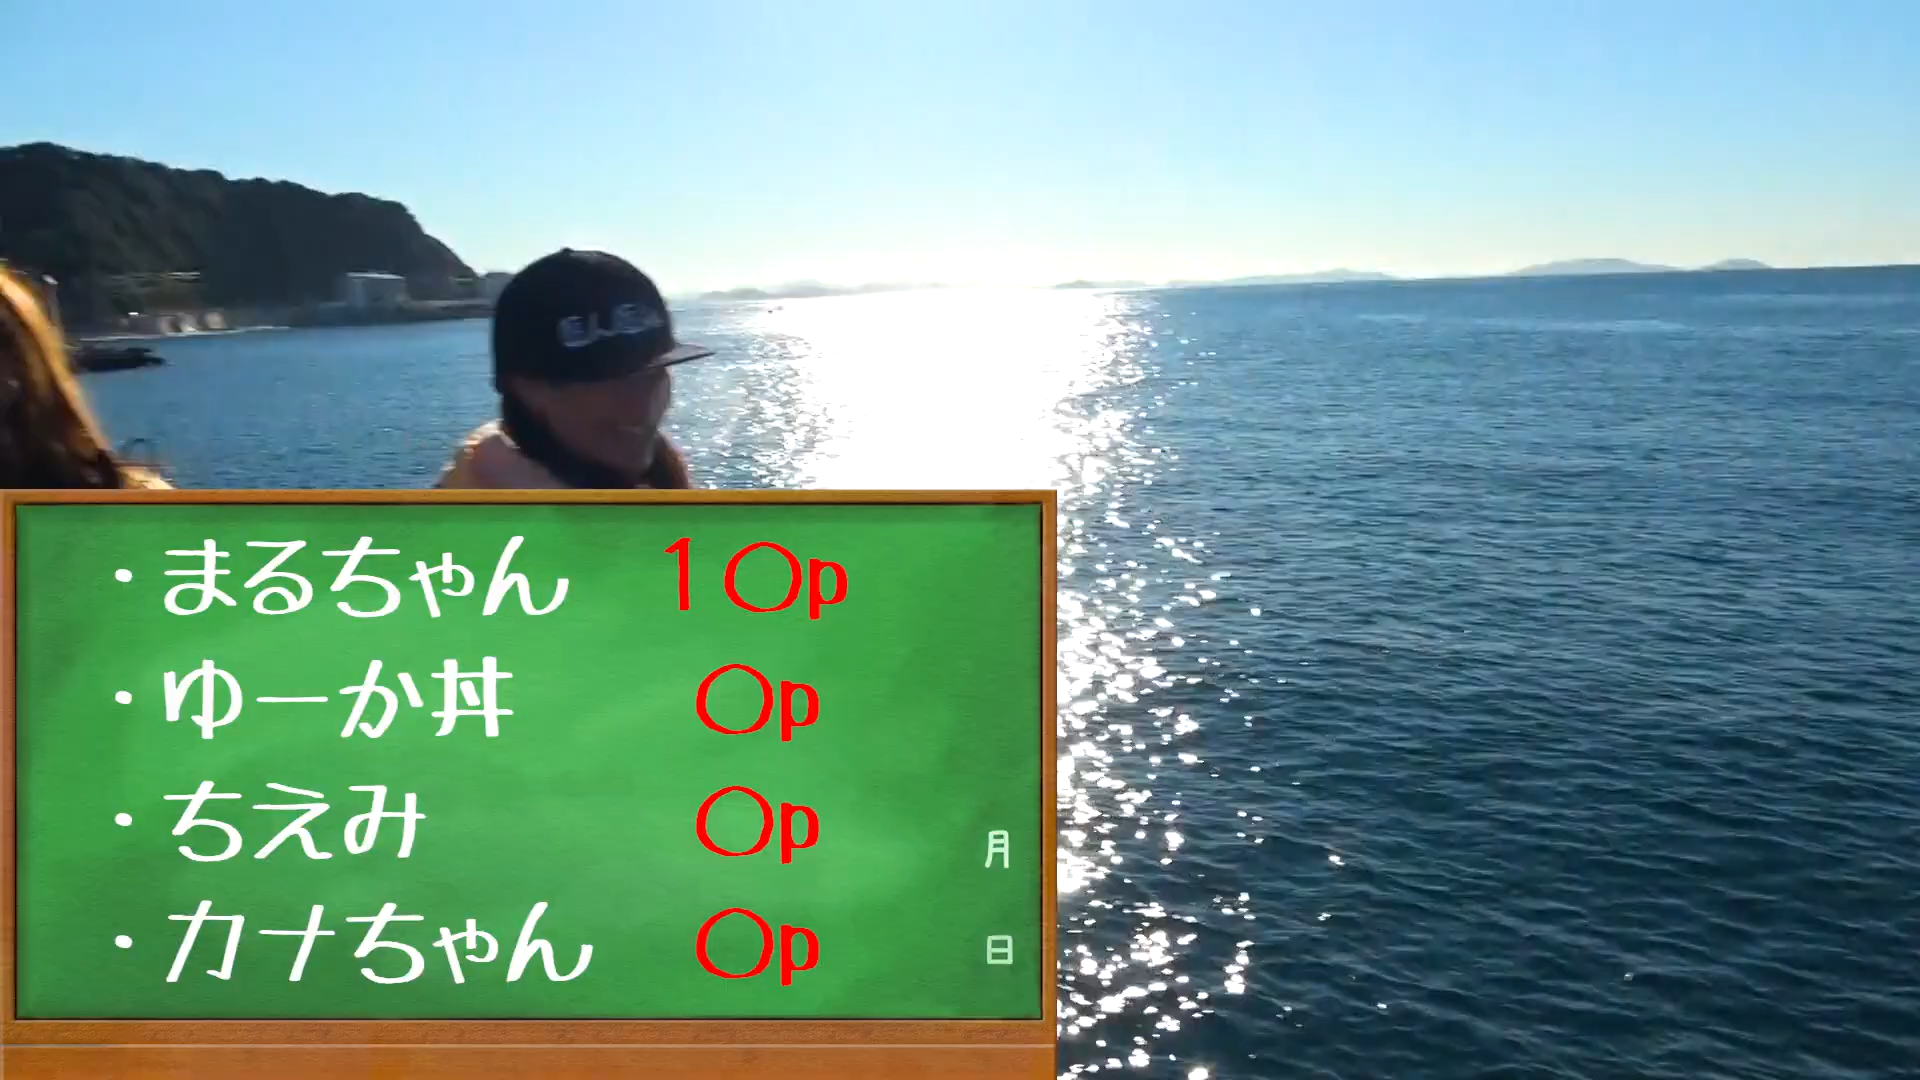 ・まるちゃん 10p
・ゆーか丼 0p
・ちえみ 0p
・カナちゃん 0p
月
日